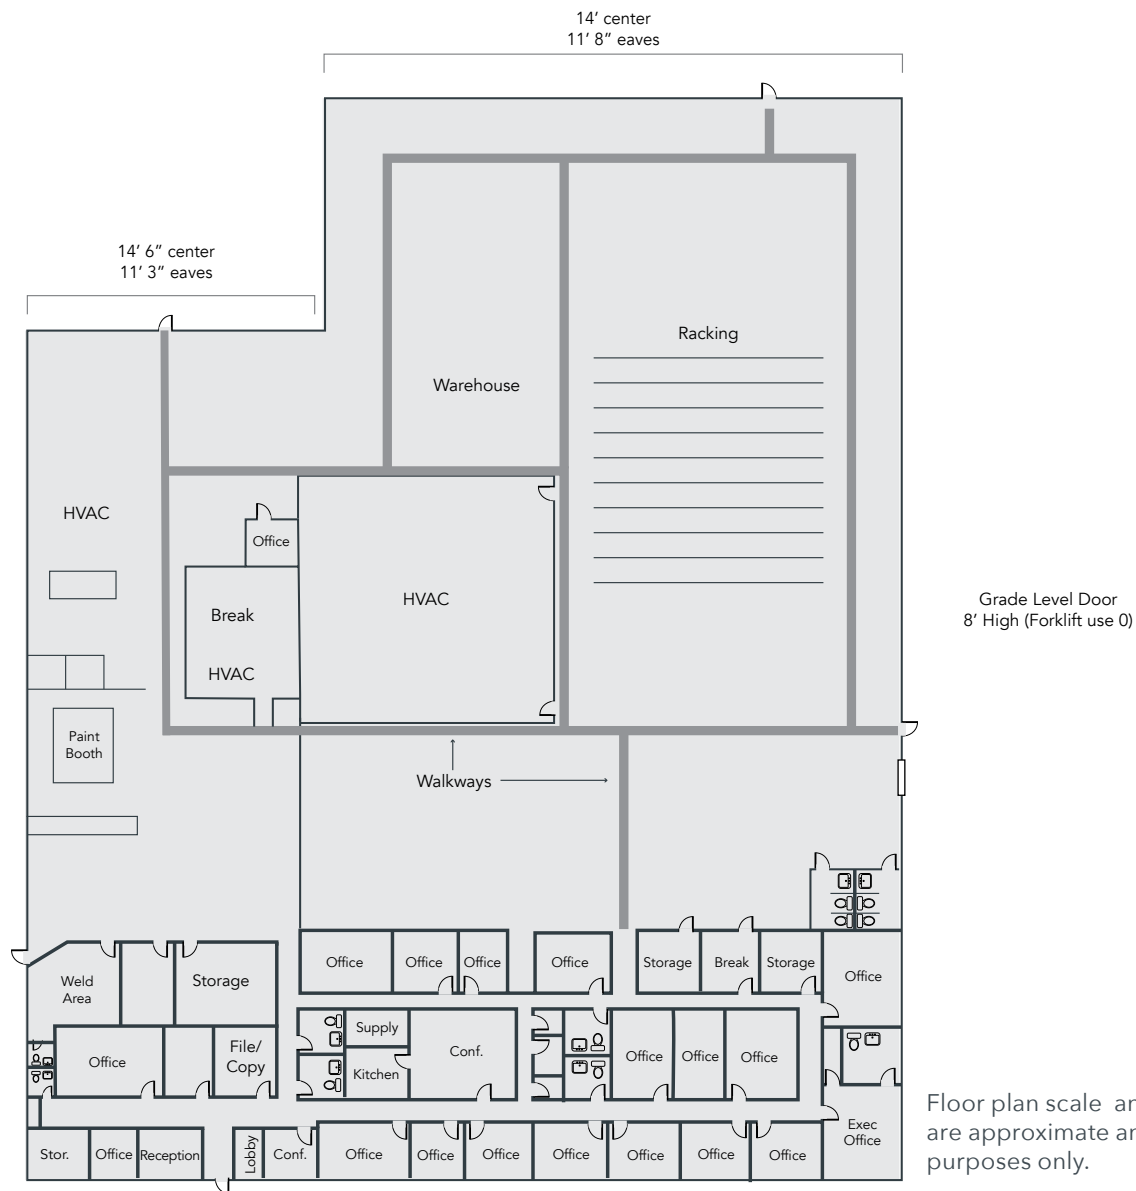 14’ center
11’ 8” eaves
14’ 6” center
11’ 3” eaves
Racking
Warehouse
HVAC
Office
Break
HVAC
HVAC
Grade Level Door
8’ High (Forklift use 0)
Paint
Booth
Walkways
Office
Office
Office
Office
Storage
Break
Storage
Office
Weld
Area
Storage
Office
File/
Copy
Supply
Kitchen
Conf.
Office
Office
Office
Exec
Office
Stor.
Office
Reception
Lobby
Conf.
Office
Office
Office
Office
Office
Office
Office
Floor plan scale
are approximate
purposes only.